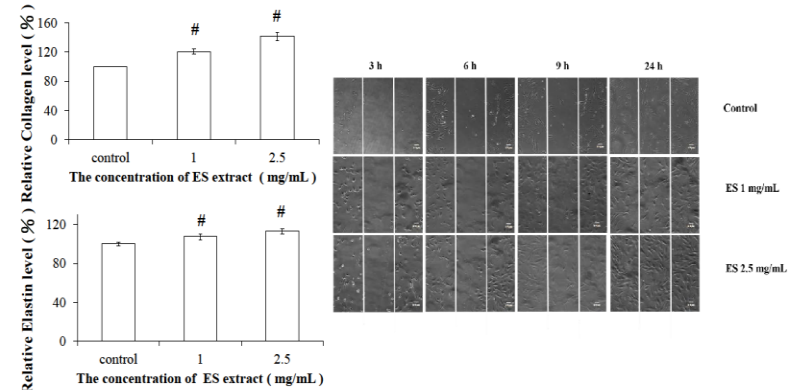 Relative Collagen level ( % )
160
120
80
40
0
#
#
control
1
2.5
The concentration of ES extract ( mg/mL )
Relative Elastin level ( % )
120
80
40
0
#
#
control
1
2.5
The concentration of ES extract ( mg/mL )
3 h
6 h
9 h
24 h
Control
ES 1 mg/mL
ES 2.5 mg/mL